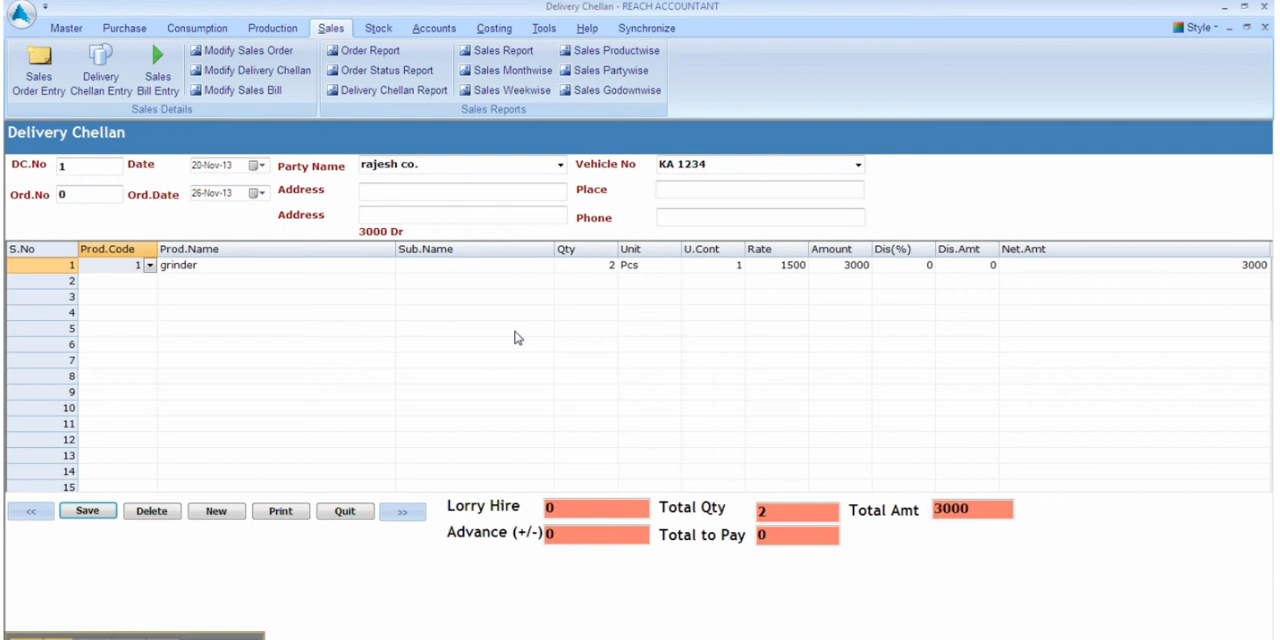 Delivery Chellan - REACH ACCOUNTANT
Master Purchase Consumption Production Sales Stock Accounts Costing Tools Help Synchronize Style
Sales Order Entry
Delivery Chellan Entry
Sales Bill Entry
Modify Sales Order
Modify Delivery Chellan
Modify Sales Bill
Sales Details
Order Report
Order Status Report
Delivery Chellan Report
Sales Report
Sales Monthwise
Sales Weekwise
Sales Productwise
Sales Partywise
Sales Godownwise
Sales Reports
Delivery Chellan
DC.No 1 Date 20-Nov-13 Party Name rajesh co. Vehicle No KA 1234
Ord.No 0 Ord.Date 26-Nov-13 Address Place
Address Phone
3000 Dr
S.No Prod.Code Prod.Name Sub.Name Qty Unit U.Cont Rate Amount Dis(%) Dis.Amt Net.Amt
1 1 grinder 2 Pcs 1 1500 3000 0 0 3000
2
3
4
5
6
7
8
9
10
11
12
13
14
15
<< Save Delete New Print Quit >> Lorry Hire 0 Total Qty 2 Total Amt 3000
Advance (+/-) 0 Total to Pay 0